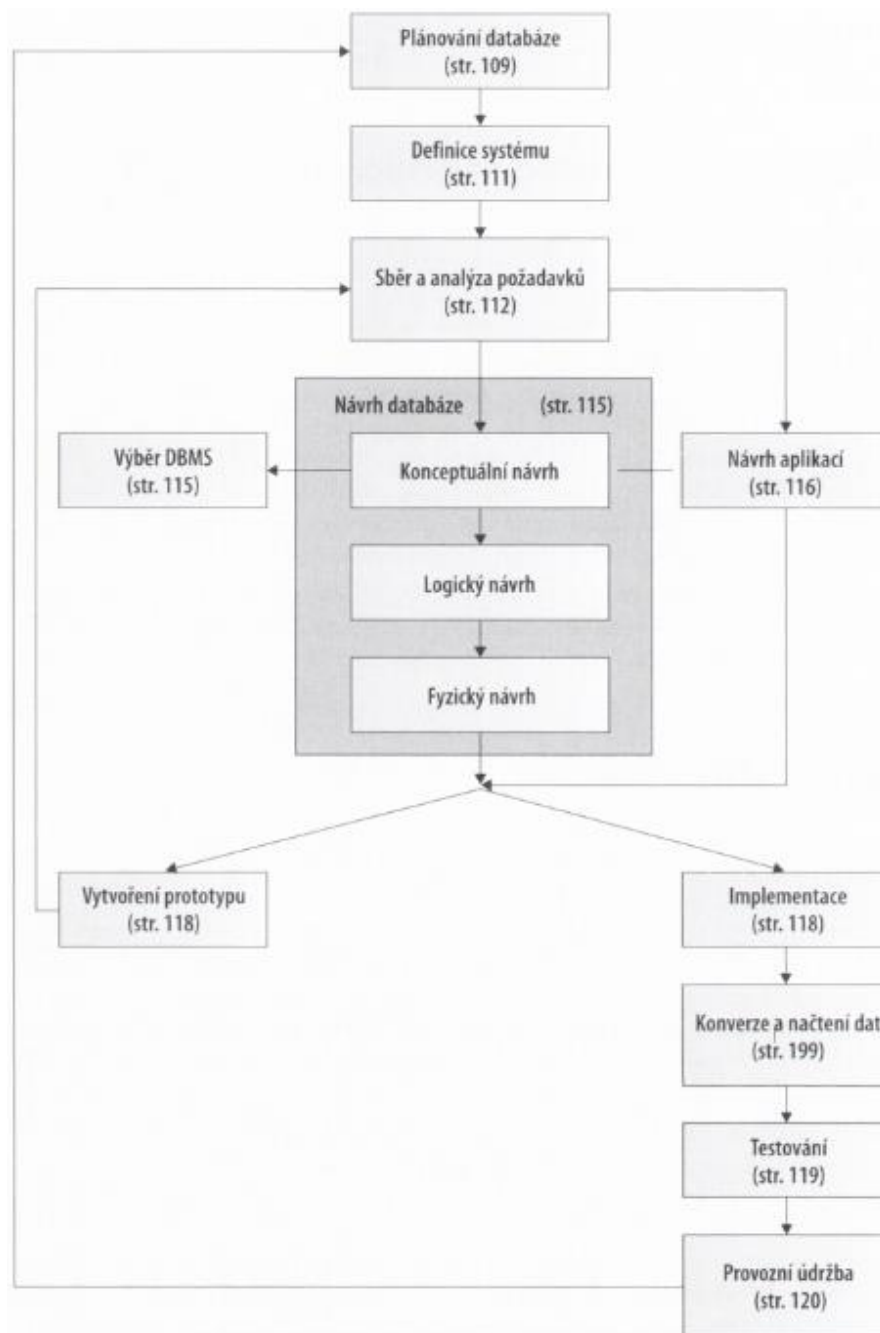 Plánování databáze
(str. 109)
Definice systému
(str. 111)
Sběr a analýza požadavků
(str. 112)
Návrh databáze (str. 115)
Výběr DBMS
(str. 115)
Konceptuální návrh
Návrh aplikací
(str. 116)
Logický návrh
Fyzický návrh
Vytvoření prototypu
(str. 118)
Implementace
(str. 118)
Konverze a načtení dat
(str. 199)
Testování
(str. 119)
Provozní údržba
(str. 120)